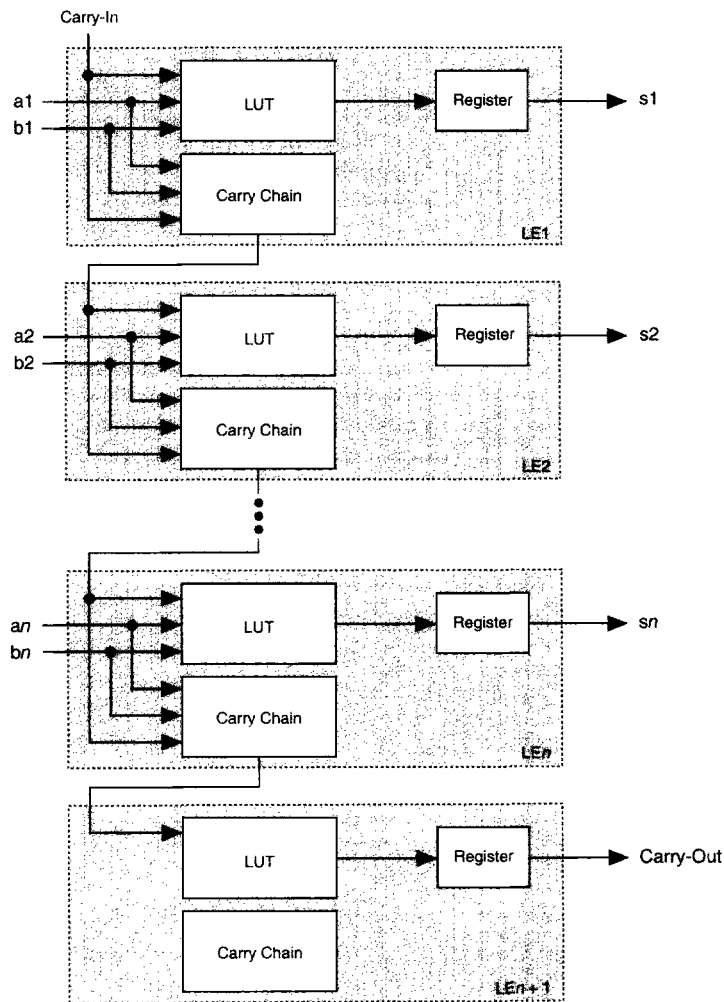 Carry-In
a1
b1
LUT
Register
s1
Carry Chain
LE1
a2
b2
LUT
Register
s2
Carry Chain
LE2
an
bn
LUT
Register
sn
Carry Chain
LEn
LUT
Register
Carry-Out
Carry Chain
LEn + 1